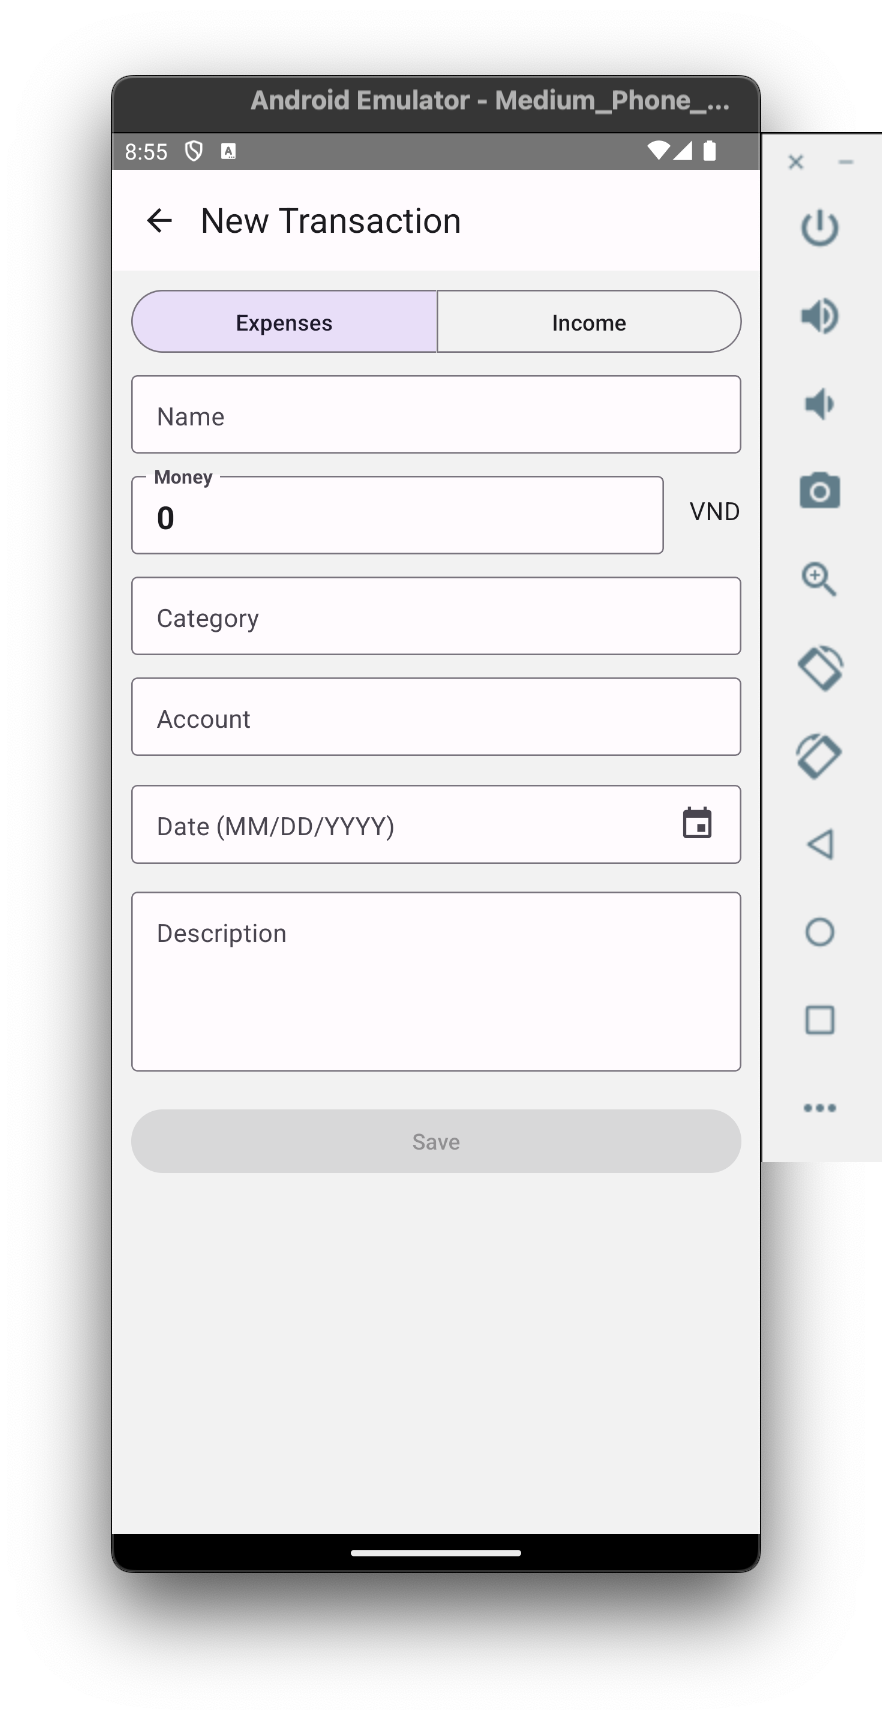 Android Emulator - Medium_Phone_...
8:55
A
New Transaction
Expenses
Income
Name
Money
0
VND
Category
Account
Date (MM/DD/YYYY)
Description
Save